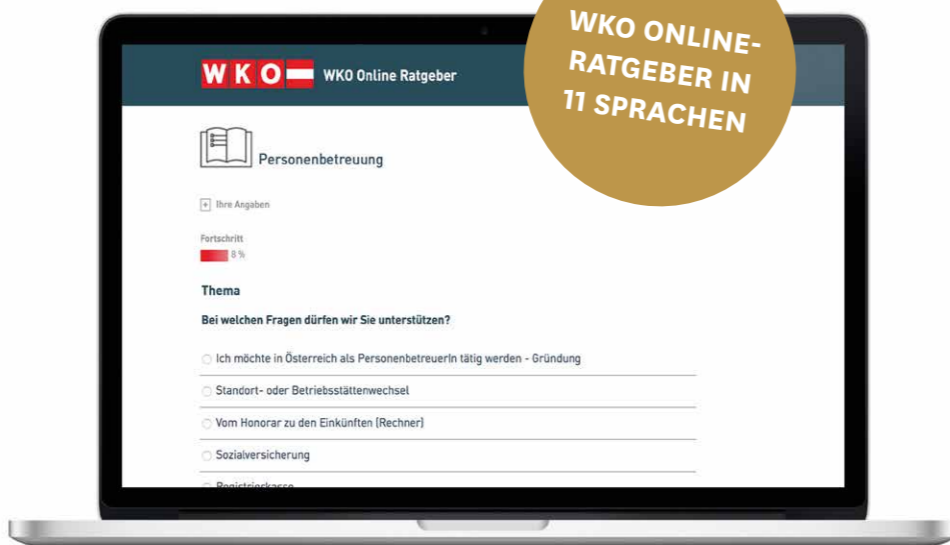 WKO ONLINE-
RATGEBER IN
11 SPRACHEN
WKO WKO Online Ratgeber
Personenbetreuung
+ Ihre Angaben
Fortschritt
8 %
Thema
Bei welchen Fragen dürfen wir Sie unterstützen?
Ich möchte in Österreich als PersonenbetreuerIn tätig werden - Gründung
Standort- oder Betriebsstättenwechsel
Vom Honorar zu den Einkünften (Rechner)
Sozialversicherung
Registrierkasse